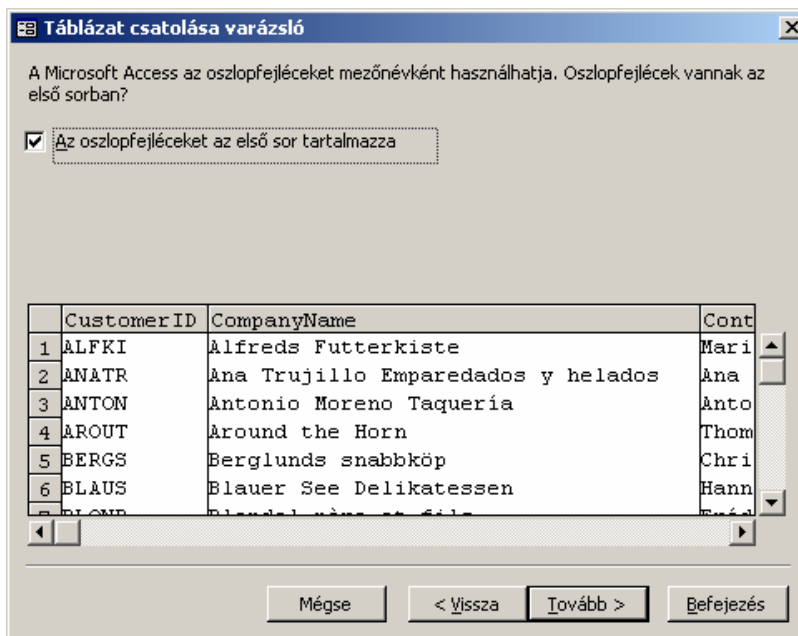 Táblázat csatolása varázsló
A Microsoft Access az oszlopfejléceket mezőnévként használhatja. Oszlopfejlécek vannak az
első sorban?
Az oszlopfejléceket az első sor tartalmazza
CustomerID CompanyName Cont
1 ALFKI Alfreds Futterkiste Mari
2 ANATR Ana Trujillo Emparedados y helados Ana
3 ANTON Antonio Moreno Taquería Anto
4 AROUT Around the Horn Thom
5 BERGS Berglunds snabbköp Chri
6 BLAUS Blauer See Delikatessen Hann
Mégse < Vissza Tovább > Befejezés